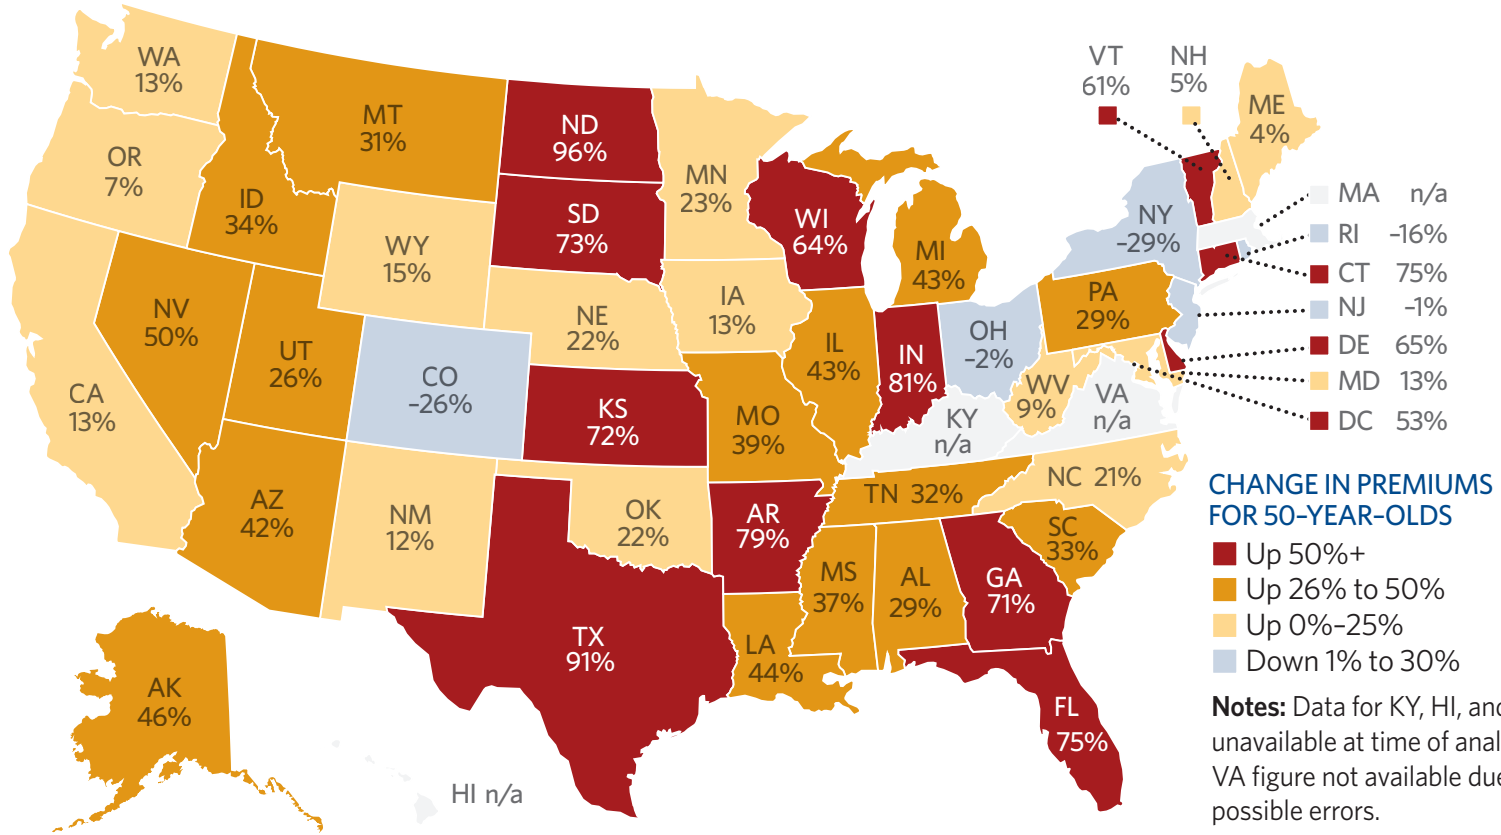 WA
13%
OR
7%
CA
13%
ID
34%
NV
50%
MT
31%
WY
15%
UT
26%
AZ
42%
CO
-26%
NM
12%
ND
96%
SD
73%
NE
22%
KS
72%
OK
22%
TX
91%
MN
23%
IA
13%
MO
39%
AR
79%
LA
44%
WI
64%
IL
43%
MI
43%
IN
81%
OH
-2%
KY
n/a
TN 32%
MS
37%
AL
29%
GA
71%
FL
75%
SC
33%
NC 21%
WV
9%
VA
n/a
PA
29%
NY
-29%
VT
61%
NH
5%
ME
4%
MA n/a
RI -16%
CT 75%
NJ -1%
DE 65%
MD 13%
DC 53%
AK
46%
HI n/a
CHANGE IN PREMIUMS
FOR 50-YEAR-OLDS
Up 50%+
Up 26% to 50%
Up 0%-25%
Down 1% to 30%
Notes: Data for KY, HI, and
unavailable at time of anal
VA figure not available due
possible errors.